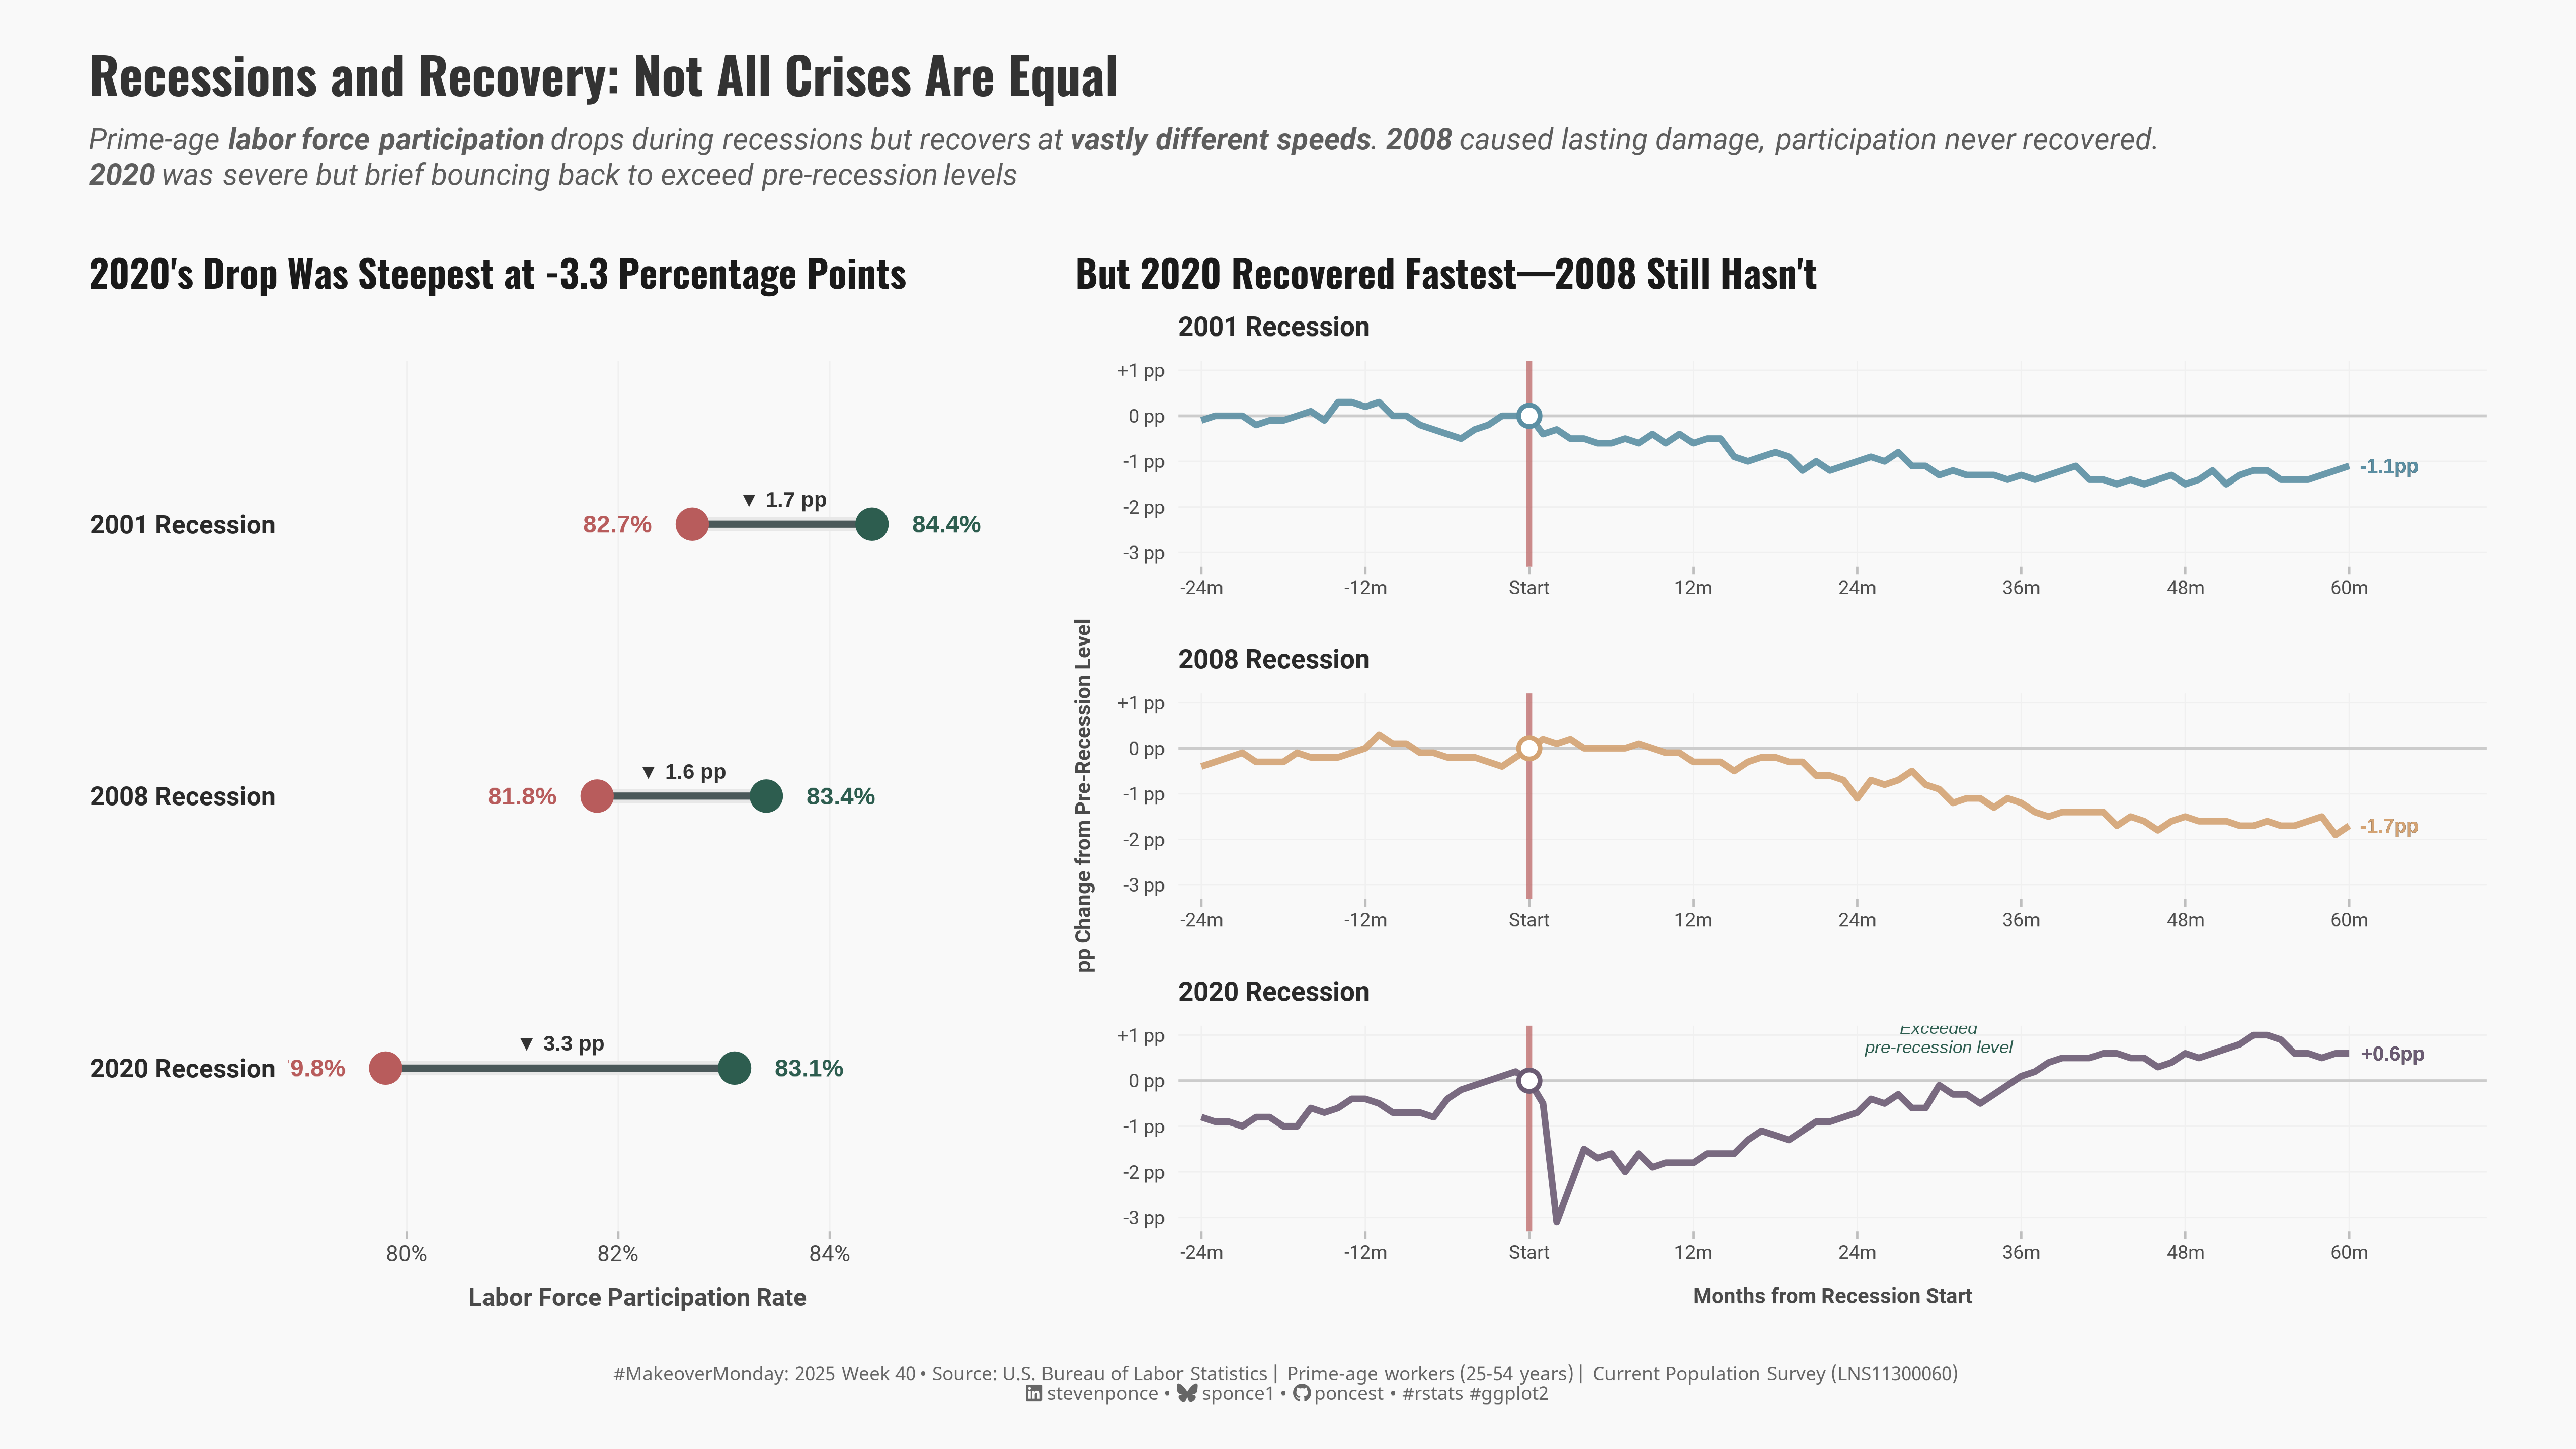 Recessions and Recovery: Not All Crises Are Equal
Prime-age labor force participation drops during recessions but recovers at vastly different speeds. 2008 caused lasting damage, participation never recovered.
2020 was severe but brief bouncing back to exceed pre-recession levels
2020's Drop Was Steepest at -3.3 Percentage Points
2001 Recession
82.7%
▼ 1.7 pp
84.4%
2008 Recession
81.8%
▼ 1.6 pp
83.4%
2020 Recession
9.8%
▼ 3.3 pp
83.1%
80%
82%
84%
Labor Force Participation Rate
But 2020 Recovered Fastest—2008 Still Hasn't
pp Change from Pre-Recession Level
2001 Recession
+1 pp
0 pp
-1 pp
-2 pp
-3 pp
-1.1pp
-24m
-12m
Start
12m
24m
36m
48m
60m
2008 Recession
+1 pp
0 pp
-1 pp
-2 pp
-3 pp
-1.7pp
-24m
-12m
Start
12m
24m
36m
48m
60m
2020 Recession
+1 pp
0 pp
-1 pp
-2 pp
-3 pp
Exceeded
pre-recession level
+0.6pp
-24m
-12m
Start
12m
24m
36m
48m
60m
Months from Recession Start
#MakeoverMonday: 2025 Week 40 • Source: U.S. Bureau of Labor Statistics | Prime-age workers (25-54 years) | Current Population Survey (LNS11300060)
stevenponce • sponce1 • poncest • #rstats #ggplot2